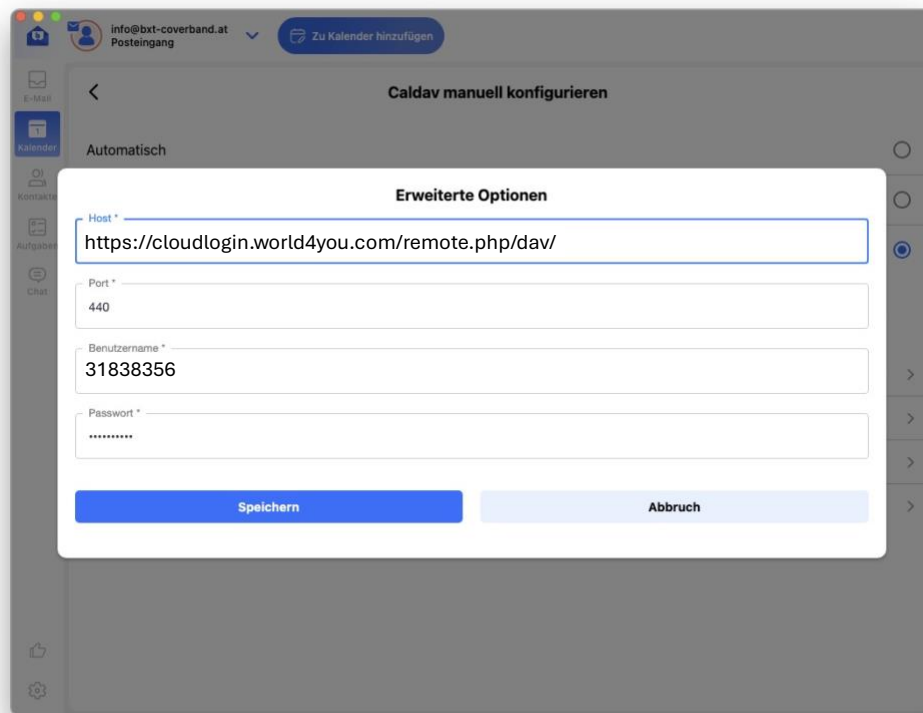 info@bxt-coverband.at
Posteingang
Zu Kalender hinzufügen
E-Mail
Caldav manuell konfigurieren
1
Kalender
Automatisch
Kontakte
Erweiterte Optionen
Host *
https://cloudlogin.world4you.com/remote.php/dav/
Aufgaben
Chat
Port *
440
Benutzername *
31838356
Passwort *
••••••••••
Speichern
Abbruch